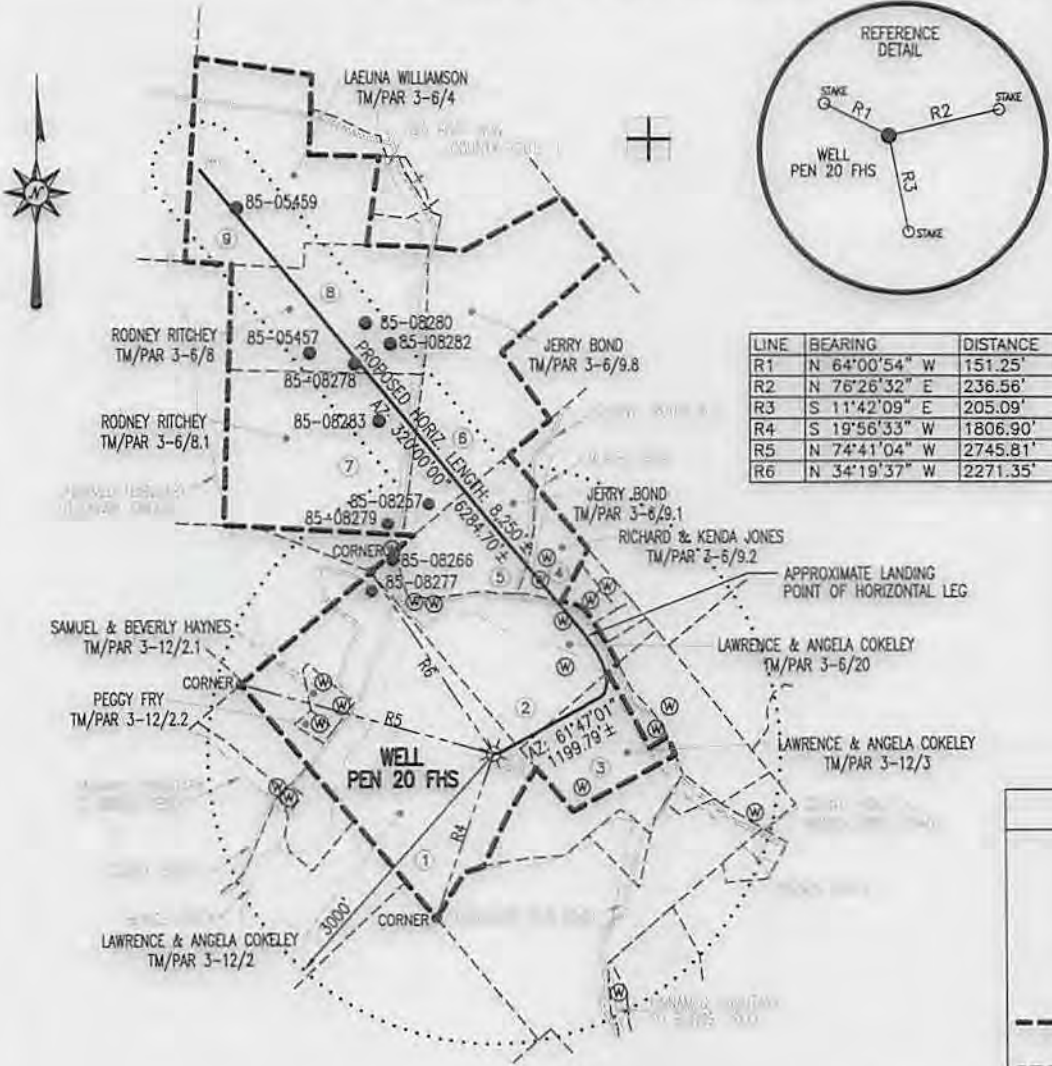 REFERENCE
DETAIL
STAKE
STAKE
R1
R2
WELL
PEN 20 FHS
R3
STAKE
N
LAEUNA WILLIAMSON
TM/PAR 3-6/4
85-05459
9
8
RODNEY RITCHEY
TM/PAR 3-6/8
85-05457
85-08280
85-08282
JERRY BOND
TM/PAR 3-6/9.8
85-08278
PROPOSED HORIZ. LENGTH: 8,250'±
AZ. 320°00'00" 6284.70'±
RODNEY RITCHEY
TM/PAR 3-6/8.1
85-08283
6
7
LINE BEARING DISTANCE
R1 N 64°00'54" W 151.25'
R2 N 76°26'32" E 236.56'
R3 S 11°42'09" E 205.09'
R4 S 19°56'33" W 1806.90'
R5 N 74°41'04" W 2745.81'
R6 N 34°19'37" W 2271.35'
85-08257
85-08279
JERRY BOND
TM/PAR 3-6/9.1
RICHARD & KENDA JONES
TM/PAR 3-6/9.2
CORNER
W
85-08266
85-08277
5
W
W
4
W
W
W
W
APPROXIMATE LANDING
POINT OF HORIZONTAL LEG
W
W
SAMUEL & BEVERLY HAYNES
TM/PAR 3-12/2.1
R6
LAWRENCE & ANGELA COKELEY
TM/PAR 3-6/20
CORNER
W
PEGGY FRY
TM/PAR 3-12/2.2
W
W
R5
2
W
W
WELL
PEN 20 FHS
AZ: 61°47'01"
1199.79'±
3
LAWRENCE & ANGELA COKELEY
TM/PAR 3-12/3
W
W
W
W
R4
1
3000'
CORNER
LAWRENCE & ANGELA COKELEY
TM/PAR 3-12/2
W